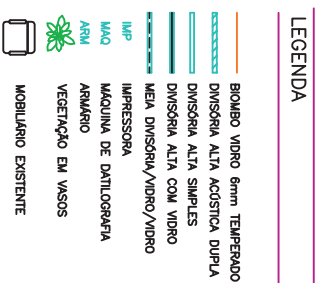 LEGENDA
BIOMBO VIDRO 6mm TEMPERADO
DIVISÓRIA ALTA ACÚSTICA DUPLA
DIVISÓRIA ALTA SIMPLES
DIVISÓRIA ALTA COM VIDRO
MEIA DIVISÓRIA/VIDRO/VIDRO
IMP IMPRESSORA
MAQ MÁQUINA DE DATILOGRAFIA
ARM ARMÁRIO
VEGETAÇÃO EM VASOS
MOBILIÁRIO EXISTENTE